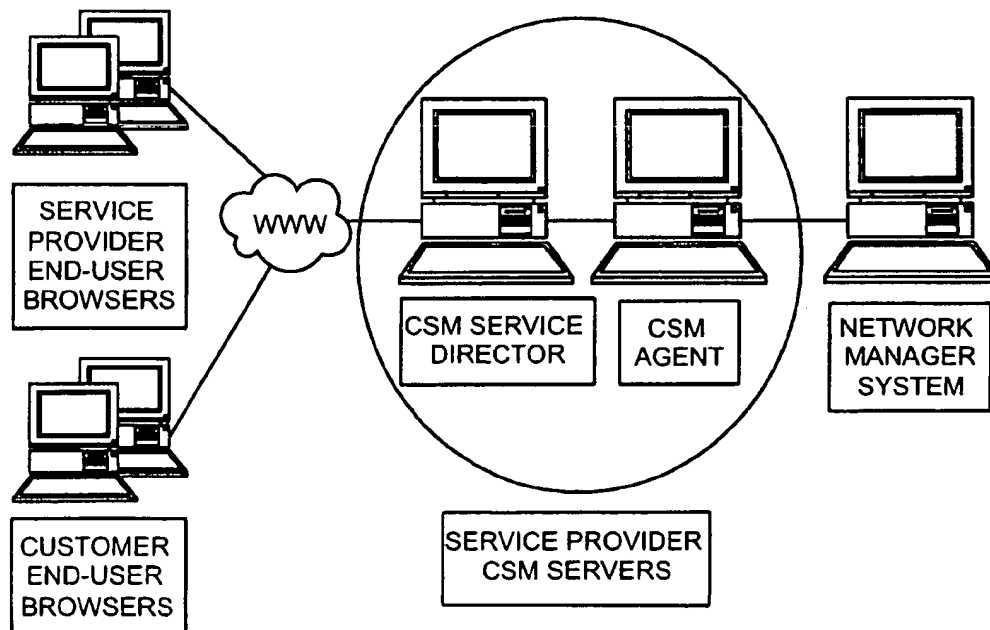 SERVICE
PROVIDER
END-USER
BROWSERS
WWW
CSM SERVICE
DIRECTOR
CSM
AGENT
NETWORK
MANAGER
SYSTEM
CUSTOMER
END-USER
BROWSERS
SERVICE PROVIDER
CSM SERVERS